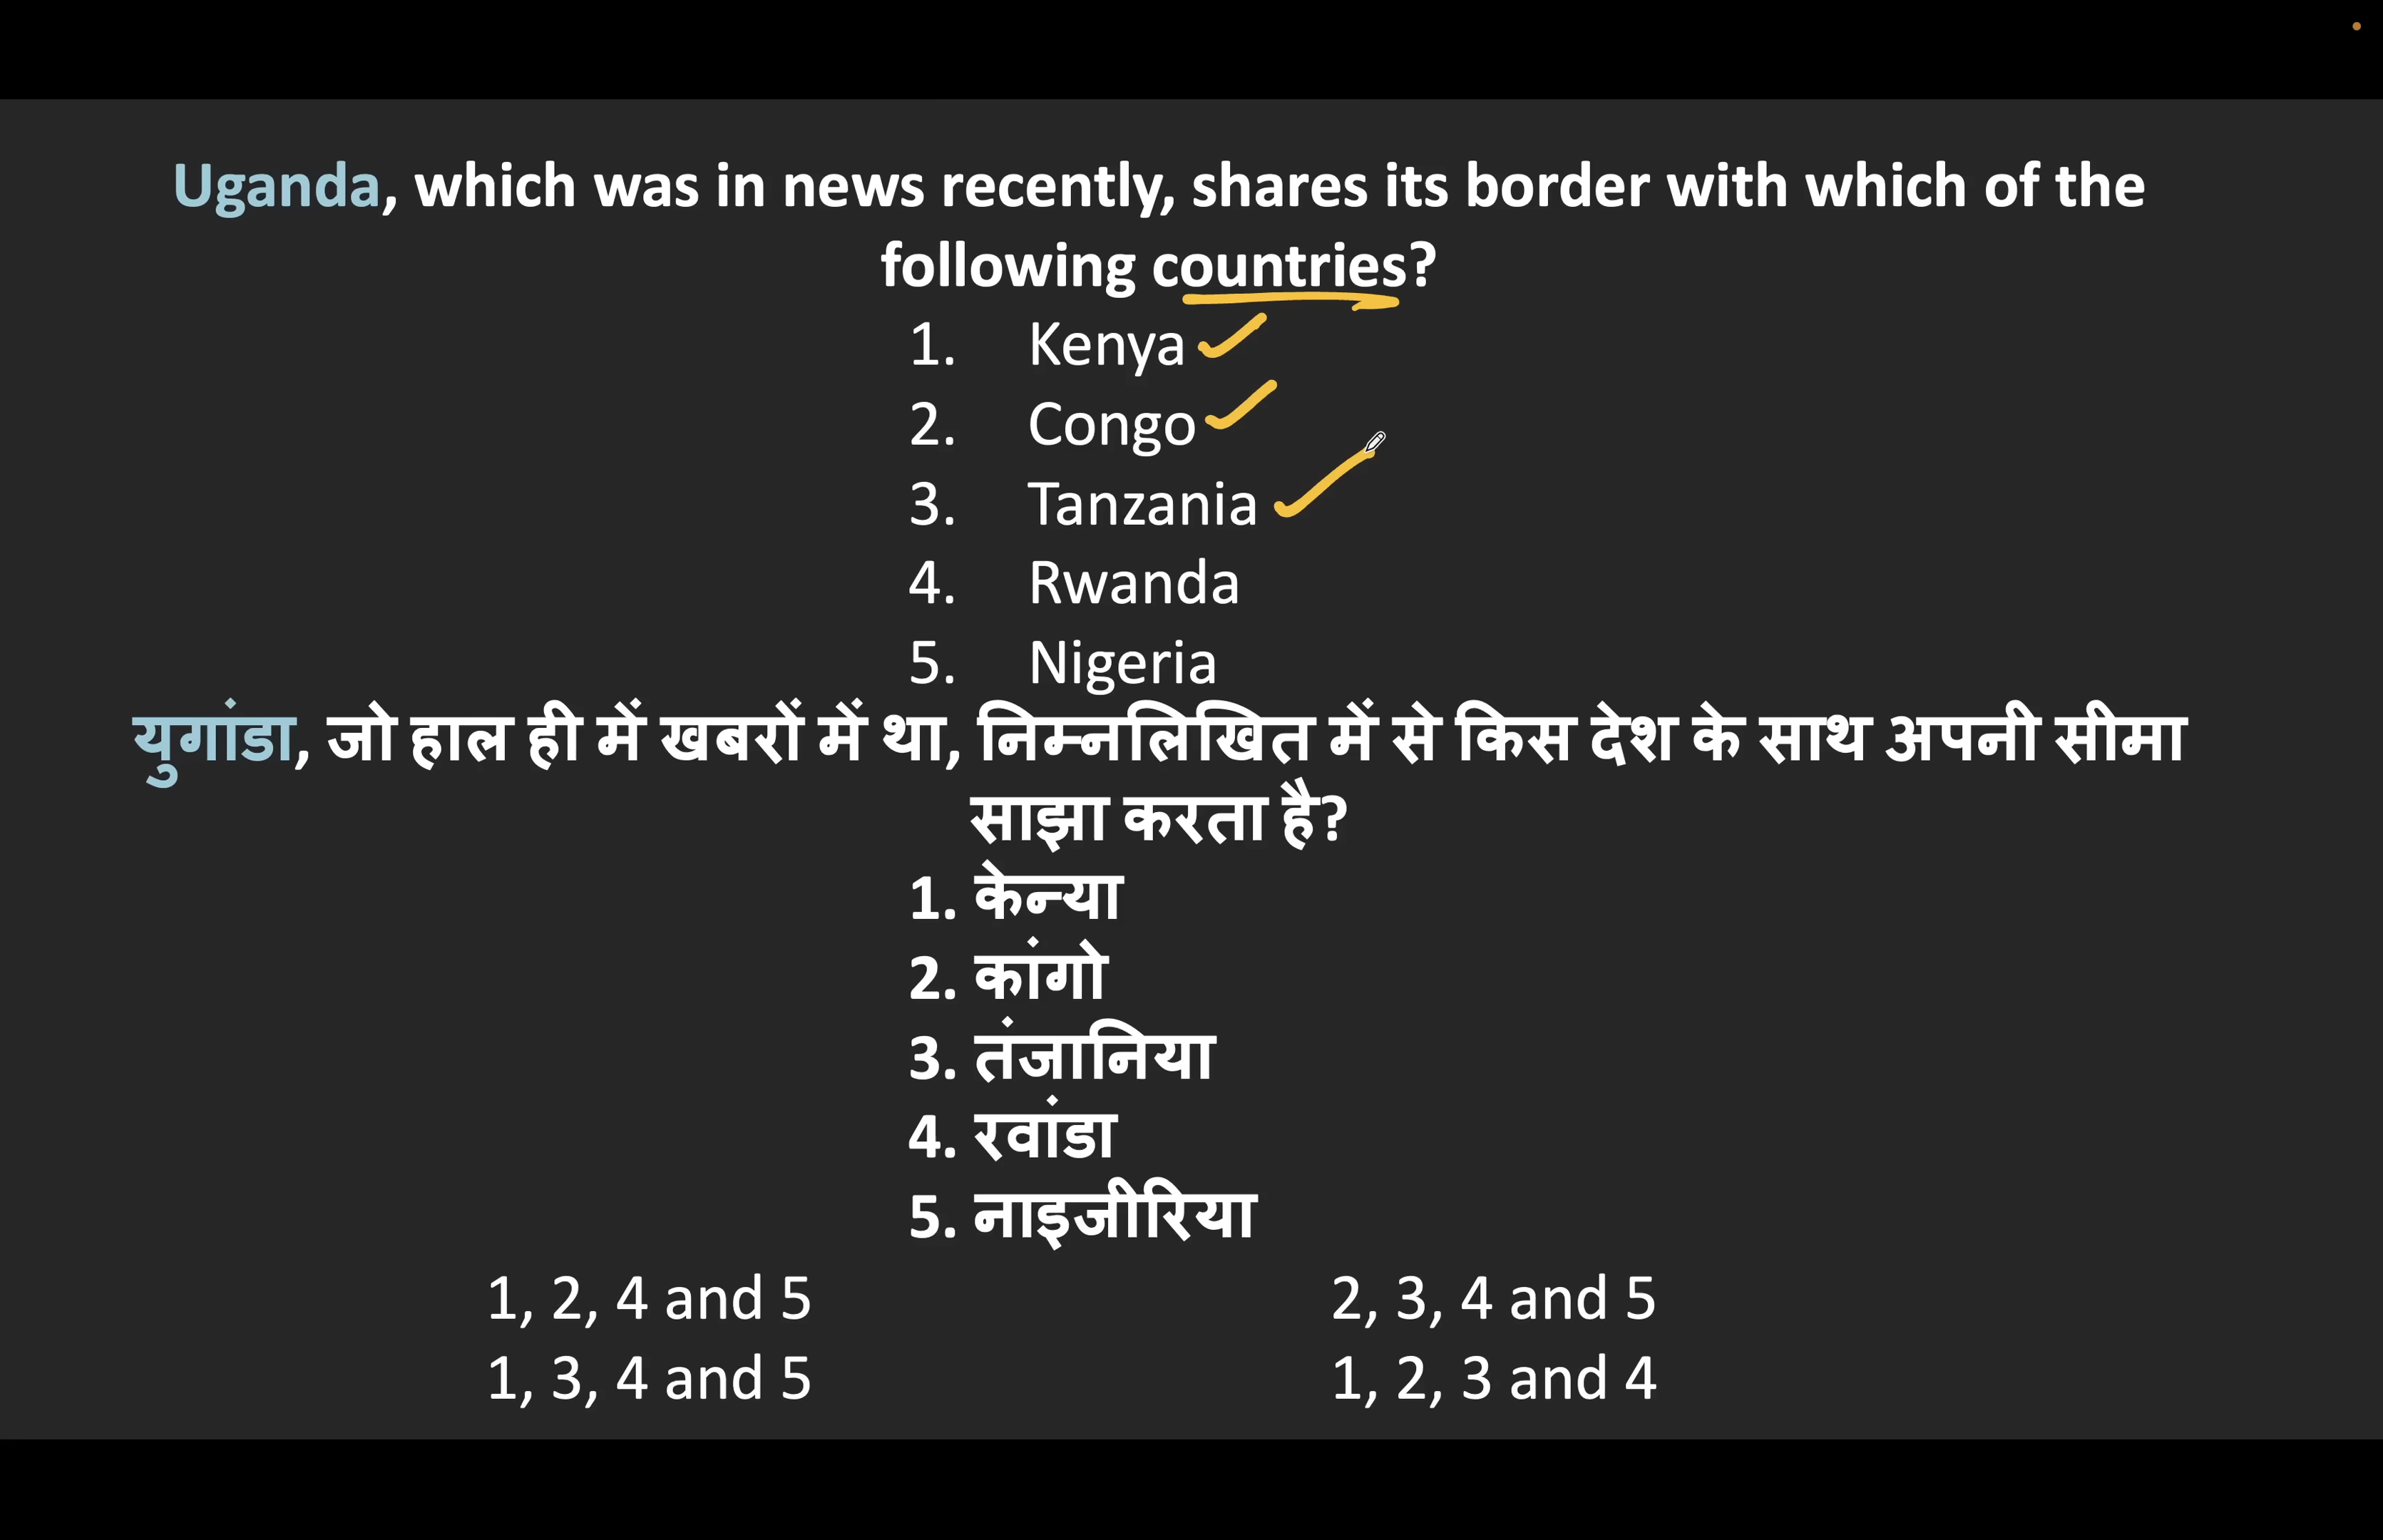 Uganda, which was in news recently, shares its border with which of the
following countries?
1. Kenya
2. Congo
3. Tanzania
4. Rwanda
5. Nigeria
युगांडा, जो हाल ही में खबरों में था, निम्नलिखित में से किस देश के साथ अपनी सीमा
साझा करता है?
1. केन्या
2. कांगो
3. तंजानिया
4. रवांडा
5. नाइजीरिया
1, 2, 4 and 5
2, 3, 4 and 5
1, 3, 4 and 5
1, 2, 3 and 4